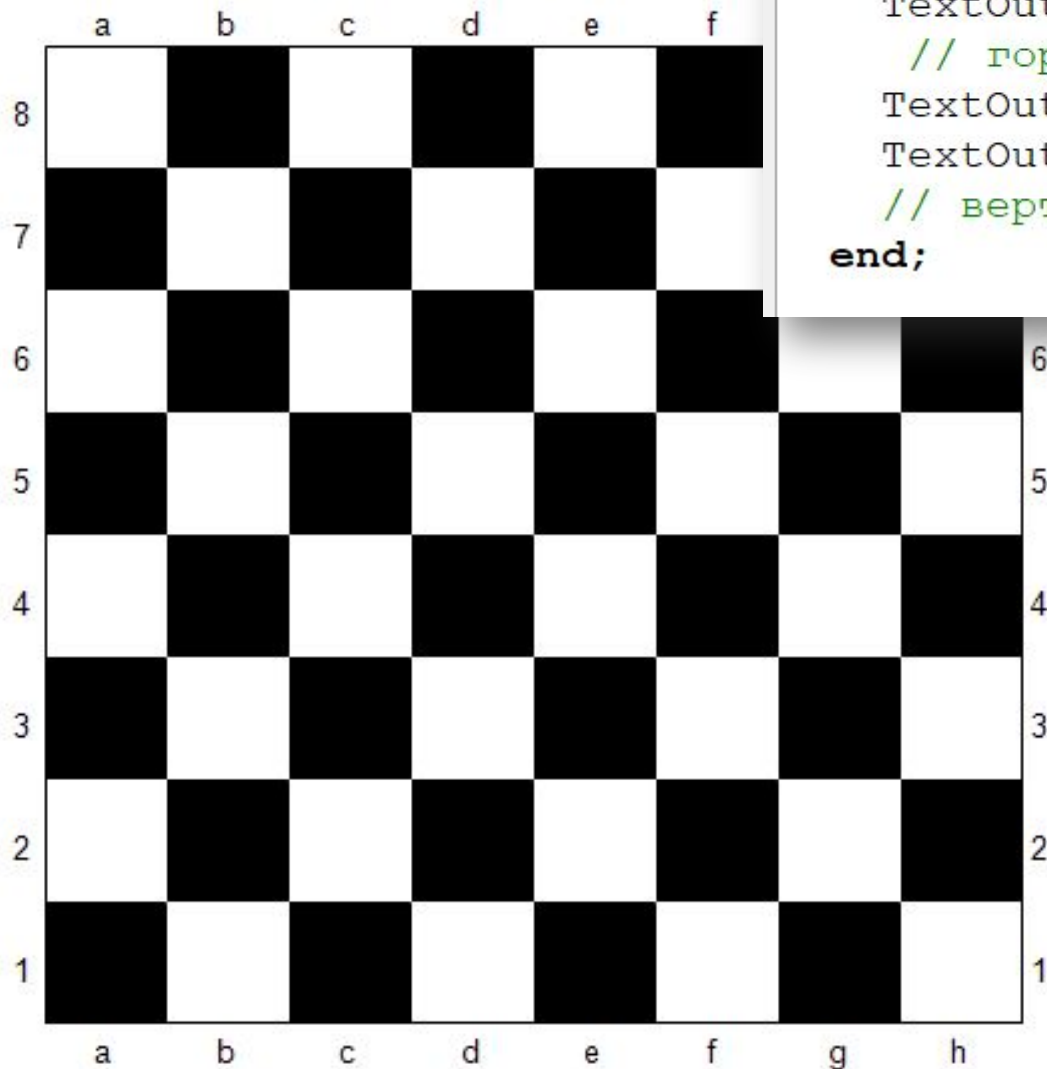 a b c d e f
TextOut
// гор
TextOut
TextOut
// верт
end;
8
7
6 6
5 5
4 4
3 3
2 2
1 1
a b c d e f g h